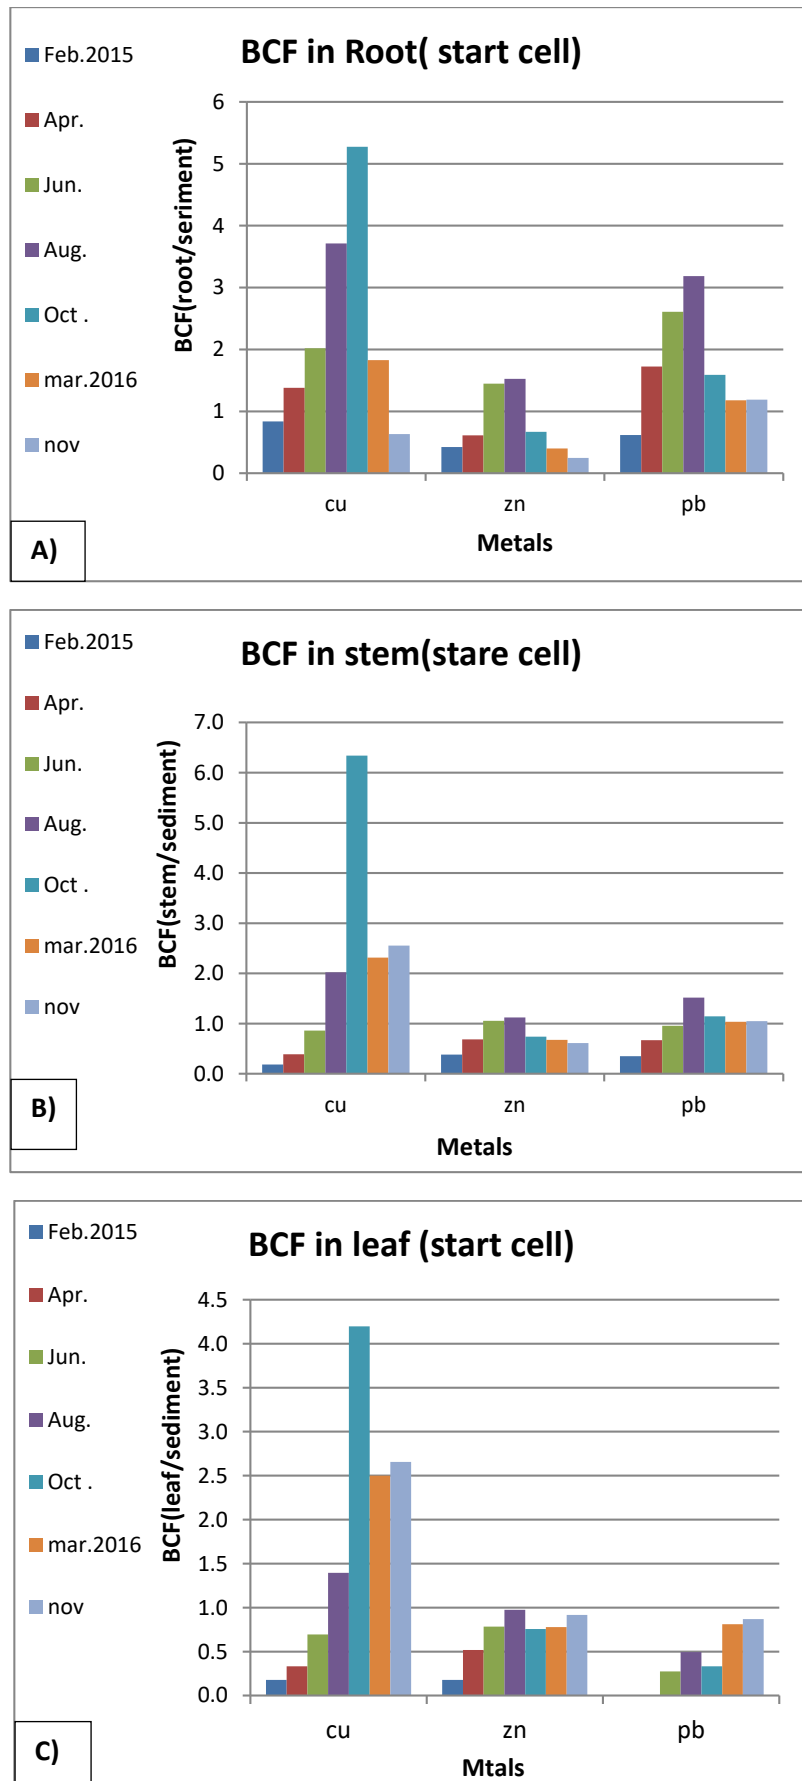 BCF in Root( start cell)
Feb.2015
Apr.
Jun.
Aug.
Oct .
mar.2016
nov
BCF(root/seriment)
6
5
4
3
2
1
0
cu zn pb
Metals
A)
BCF in stem(stare cell)
Feb.2015
Apr.
Jun.
Aug.
Oct .
mar.2016
nov
BCF(stem/sediment)
7.0
6.0
5.0
4.0
3.0
2.0
1.0
0.0
cu zn pb
Metals
B)
BCF in leaf (start cell)
Feb.2015
Apr.
Jun.
Aug.
Oct .
mar.2016
nov
BCF(leaf/sediment)
4.5
4.0
3.5
3.0
2.5
2.0
1.5
1.0
0.5
0.0
cu zn pb
Mtals
C)